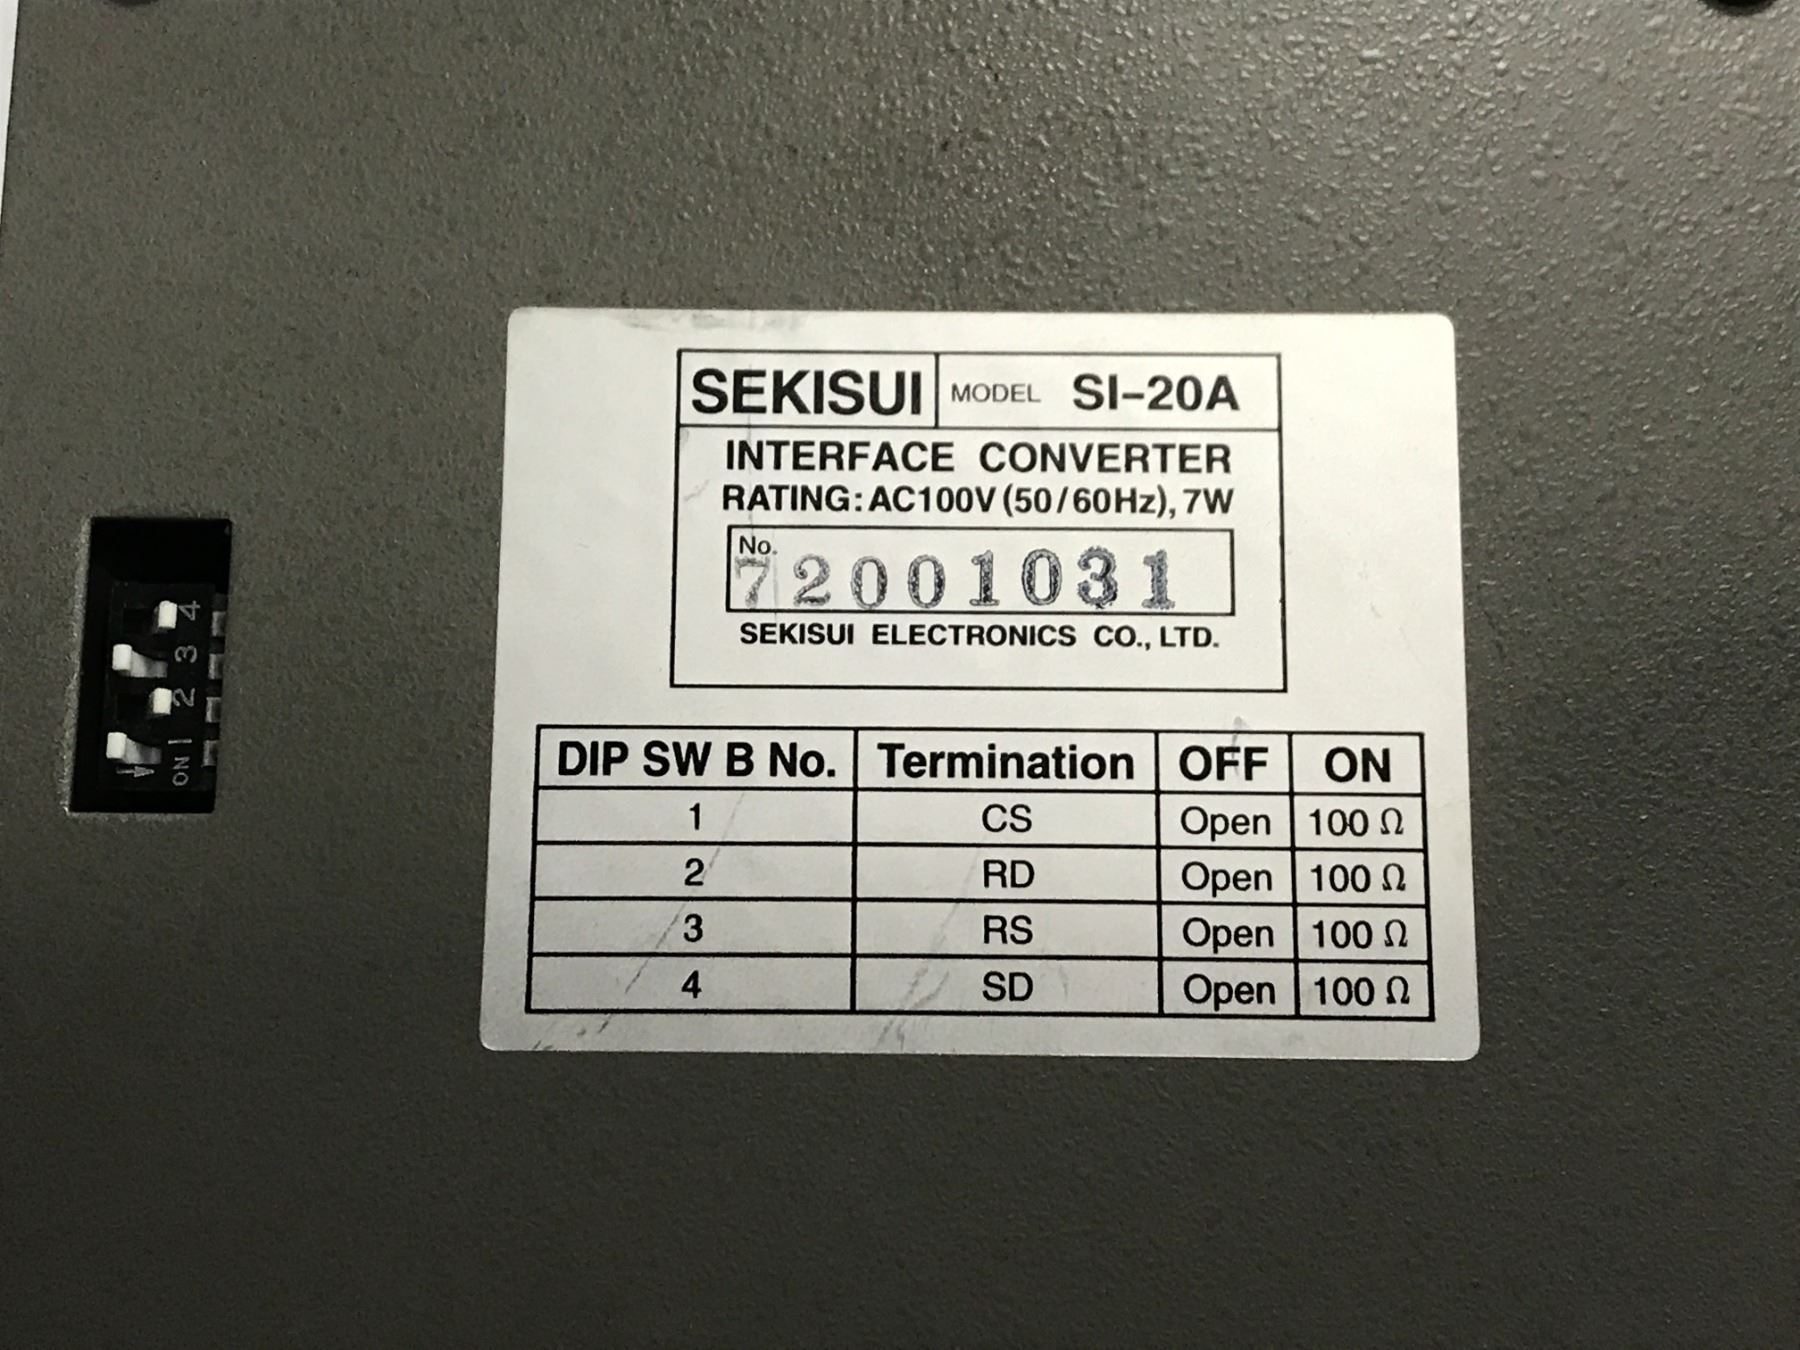 SEKISUI MODEL SI-20A
INTERFACE CONVERTER
RATING: AC100V (50/60Hz), 7W
No.
72001031
SEKISUI ELECTRONICS CO., LTD.
DIP SW B No. Termination OFF ON
1 CS Open 100 Ω
2 RD Open 100 Ω
3 RS Open 100 Ω
4 SD Open 100 Ω
ON 1 2 3 4